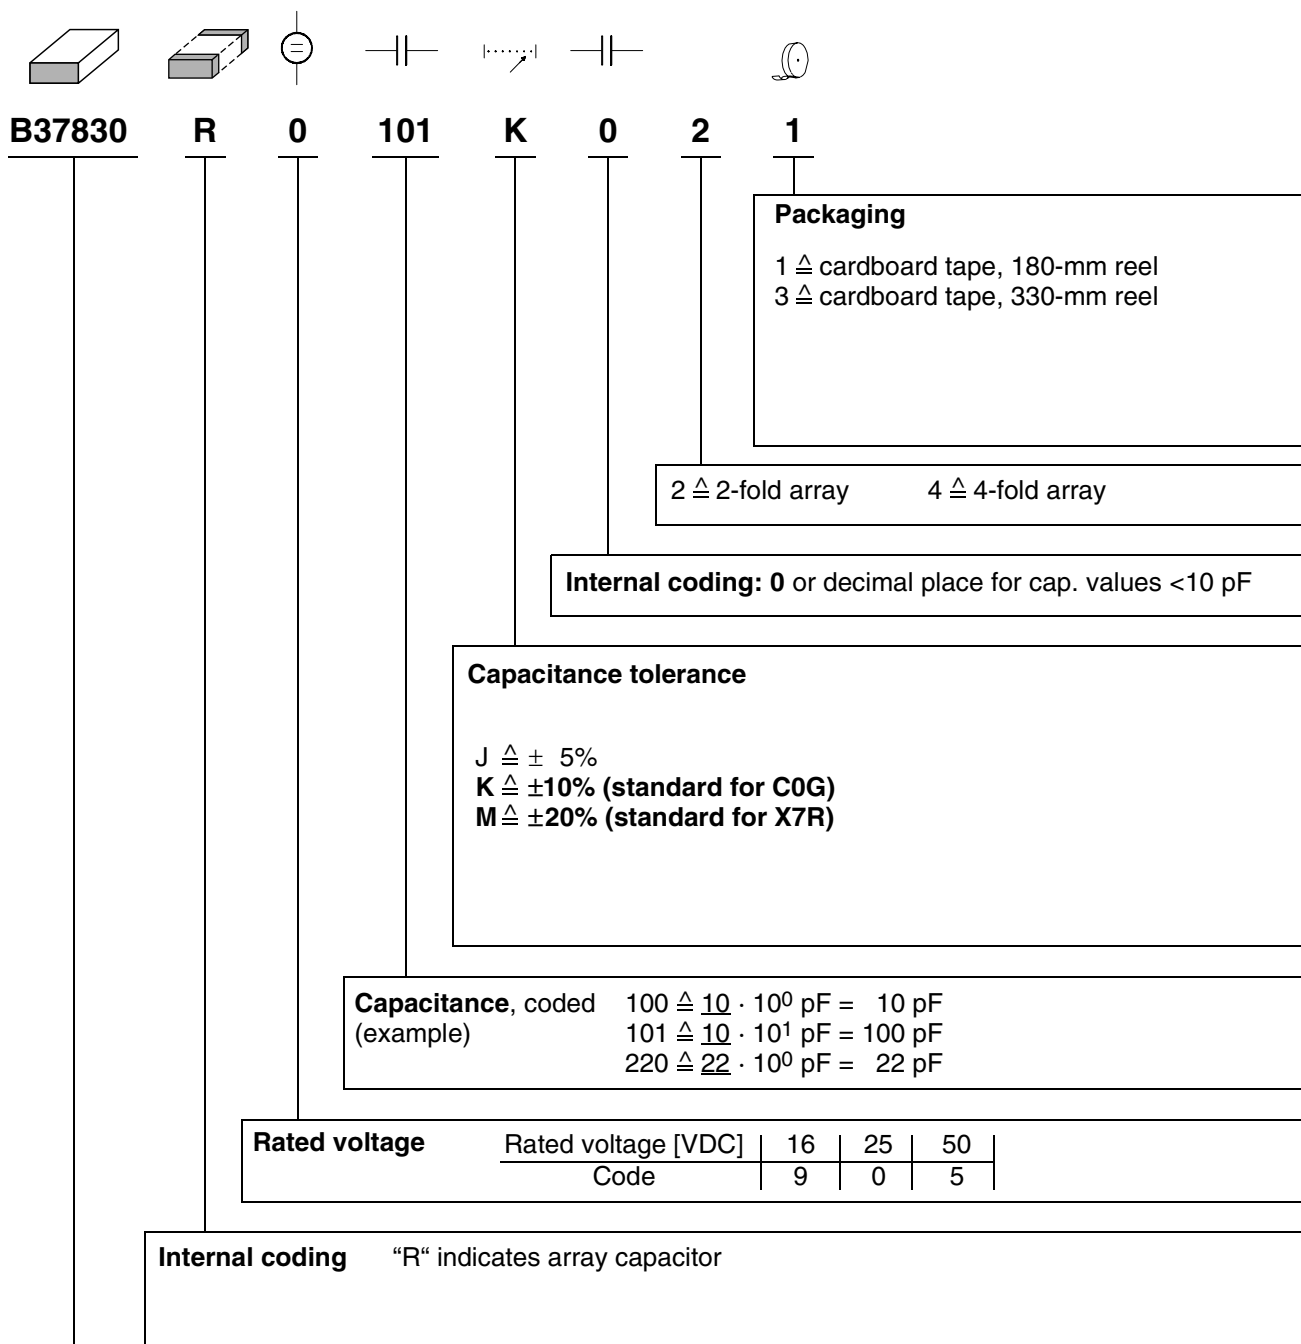 B37830 R 0 101 K 0 2 1
Packaging
1 ≙ cardboard tape, 180-mm reel
3 ≙ cardboard tape, 330-mm reel
2 ≙ 2-fold array 4 ≙ 4-fold array
Internal coding: 0 or decimal place for cap. values <10 pF
Capacitance tolerance
J ≙ ± 5%
K ≙ ±10% (standard for C0G)
M ≙ ±20% (standard for X7R)
Capacitance, coded 100 ≙ 10 · 10⁰ pF = 10 pF
(example) 101 ≙ 10 · 10¹ pF = 100 pF
220 ≙ 22 · 10⁰ pF = 22 pF
Rated voltage Rated voltage [VDC] 16 25 50
Code 9 0 5
Internal coding “R“ indicates array capacitor